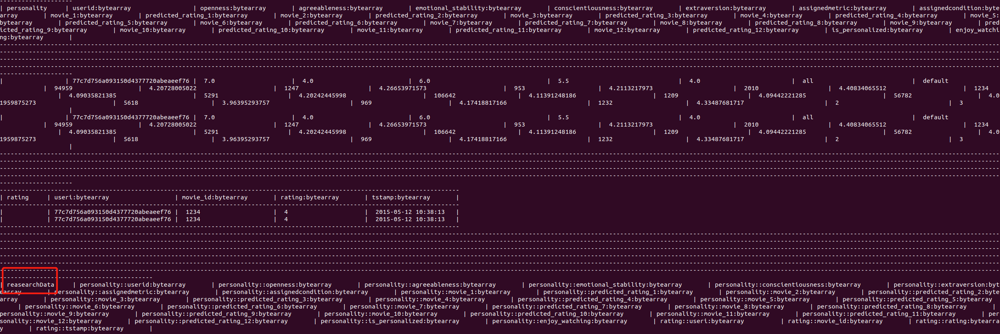 --------------------
| personality | userid:bytearray | openness:bytearray | agreeableness:bytearray | emotional_stability:bytearray | conscientiousness:bytearray | extraversion:bytearray | assignedmetric:bytearray | assignedcondition:byte
array | movie_1:bytearray | predicted_rating_1:bytearray | movie_2:bytearray | predicted_rating_2:bytearray | movie_3:bytearray | predicted_rating_3:bytearray | movie_4:bytearray | predicted_rating_4:bytearray | movie_5:
bytearray | predicted_rating_5:bytearray | movie_6:bytearray | predicted_rating_6:bytearray | movie_7:bytearray | predicted_rating_7:bytearray | movie_8:bytearray | predicted_rating_8:bytearray | movie_9:bytearray | pred
icted_rating_9:bytearray | movie_10:bytearray | predicted_rating_10:bytearray | movie_11:bytearray | predicted_rating_11:bytearray | movie_12:bytearray | predicted_rating_12:bytearray | is_personalized:bytearray | enjoy_watchi
ng:bytearray |
| | 77c7d756a093150d4377720abeaeef76 | 7.0 | 4.0 | 6.0 | 5.5 | 4.0 | all | default
| 94959 | 4.20728005022 | 1247 | 4.26653971573 | 953 | 4.2113217973 | 2010 | 4.40834065512 | 1234
| 4.09035821385 | 5291 | 4.20242445998 | 106642 | 4.11391248186 | 1209 | 4.09442221285 | 56782 | 4.0
1959875273 | 5618 | 3.96395293757 | 969 | 4.17418817166 | 1232 | 4.33487681717 | 2 | 3
|
| | 77c7d756a093150d4377720abeaeef76 | 7.0 | 4.0 | 6.0 | 5.5 | 4.0 | all | default
| 94959 | 4.20728005022 | 1247 | 4.26653971573 | 953 | 4.2113217973 | 2010 | 4.40834065512 | 1234
| 4.09035821385 | 5291 | 4.20242445998 | 106642 | 4.11391248186 | 1209 | 4.09442221285 | 56782 | 4.0
1959875273 | 5618 | 3.96395293757 | 969 | 4.17418817166 | 1232 | 4.33487681717 | 2 | 3
|
| rating | useri:bytearray | movie_id:bytearray | rating:bytearray | tstamp:bytearray |
| | 77c7d756a093150d4377720abeaeef76 | 1234 | 4 | 2015-05-12 10:38:13 |
| | 77c7d756a093150d4377720abeaeef76 | 1234 | 4 | 2015-05-12 10:38:13 |
| reasearchData | personality::userid:bytearray | personality::openness:bytearray | personality::agreeableness:bytearray | personality::emotional_stability:bytearray | personality::conscientiousness:bytearray | personality::extraversion:byt
earray | personality::assignedmetric:bytearray | personality::assignedcondition:bytearray | personality::movie_1:bytearray | personality::predicted_rating_1:bytearray | personality::movie_2:bytearray | personality::predicted_rating_2:byte
array | personality::movie_3:bytearray | personality::predicted_rating_3:bytearray | personality::movie_4:bytearray | personality::predicted_rating_4:bytearray | personality::movie_5:bytearray | personality::predicted_rating_5:bytearray
| personality::movie_6:bytearray | personality::predicted_rating_6:bytearray | personality::movie_7:bytearray | personality::predicted_rating_7:bytearray | personality::movie_8:bytearray | personality::predicted_rating_8:bytearray |
personality::movie_9:bytearray | personality::predicted_rating_9:bytearray | personality::movie_10:bytearray | personality::predicted_rating_10:bytearray | personality::movie_11:bytearray | personality::predicted_rating_11:bytearray | per
sonality::movie_12:bytearray | personality::predicted_rating_12:bytearray | personality::is_personalized:bytearray | personality::enjoy_watching:bytearray | rating::useri:bytearray | rating::movie_id:bytearray | rating::rating:bytearra
y | rating::tstamp:bytearray |